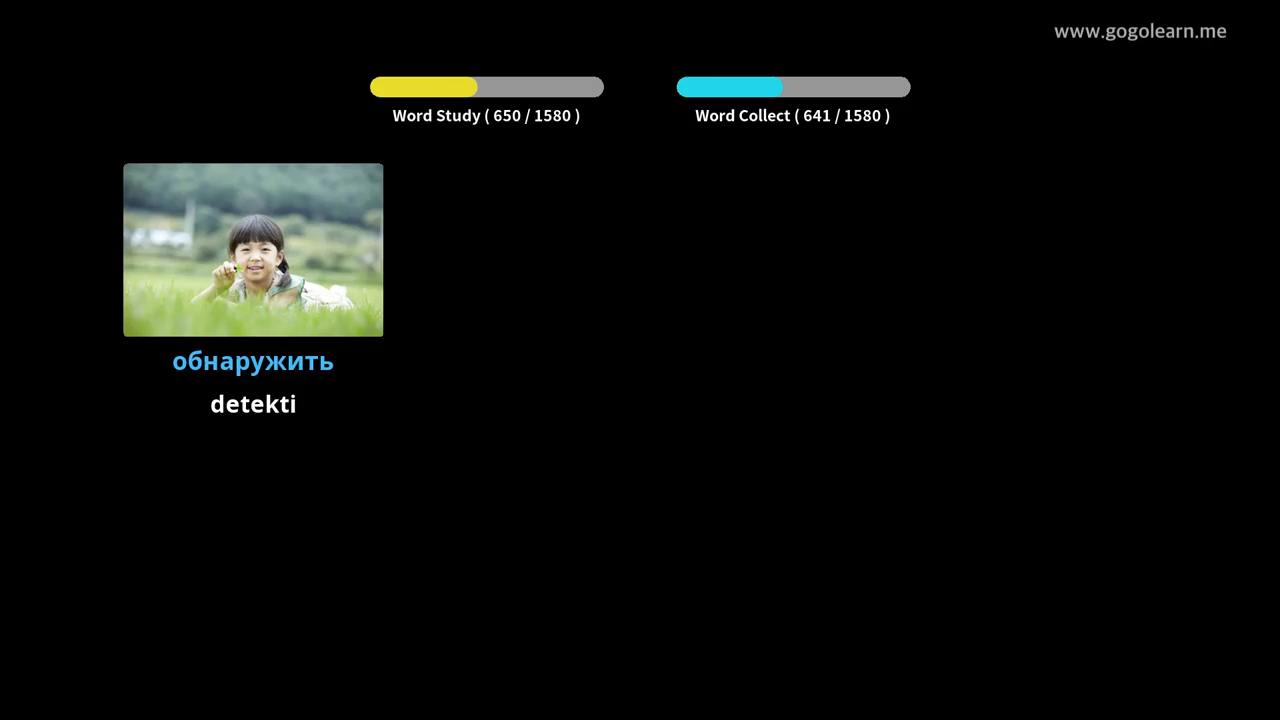 www.gogolearn.me
Word Study ( 650 / 1580 )
Word Collect ( 641 / 1580 )
обнаружить
detekti